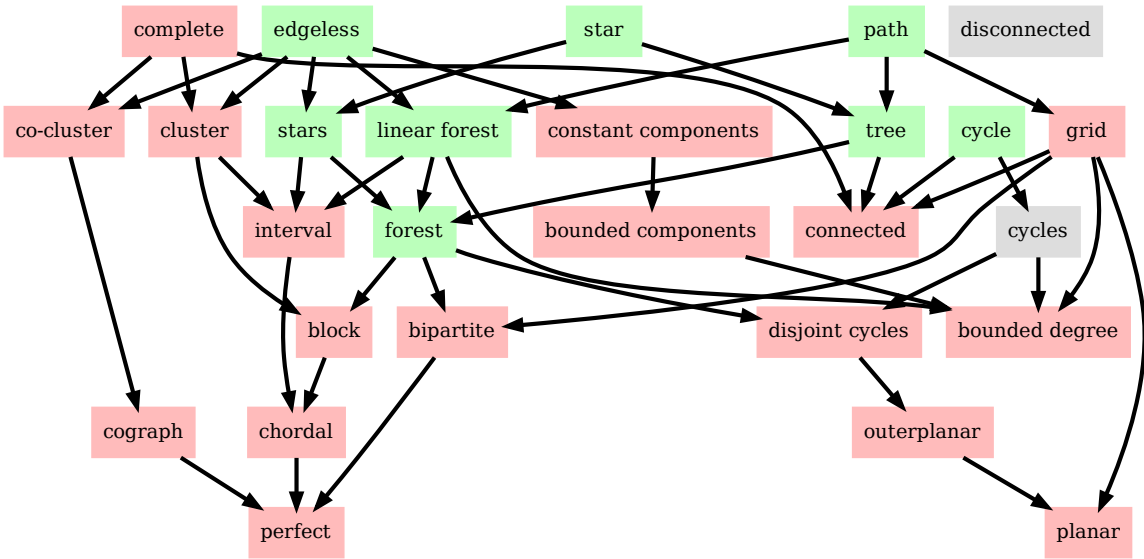 complete
edgeless
star
path
disconnected
co-cluster
cluster
stars
linear forest
constant components
tree
cycle
grid
interval
forest
bounded components
connected
cycles
block
bipartite
disjoint cycles
bounded degree
cograph
chordal
outerplanar
perfect
planar